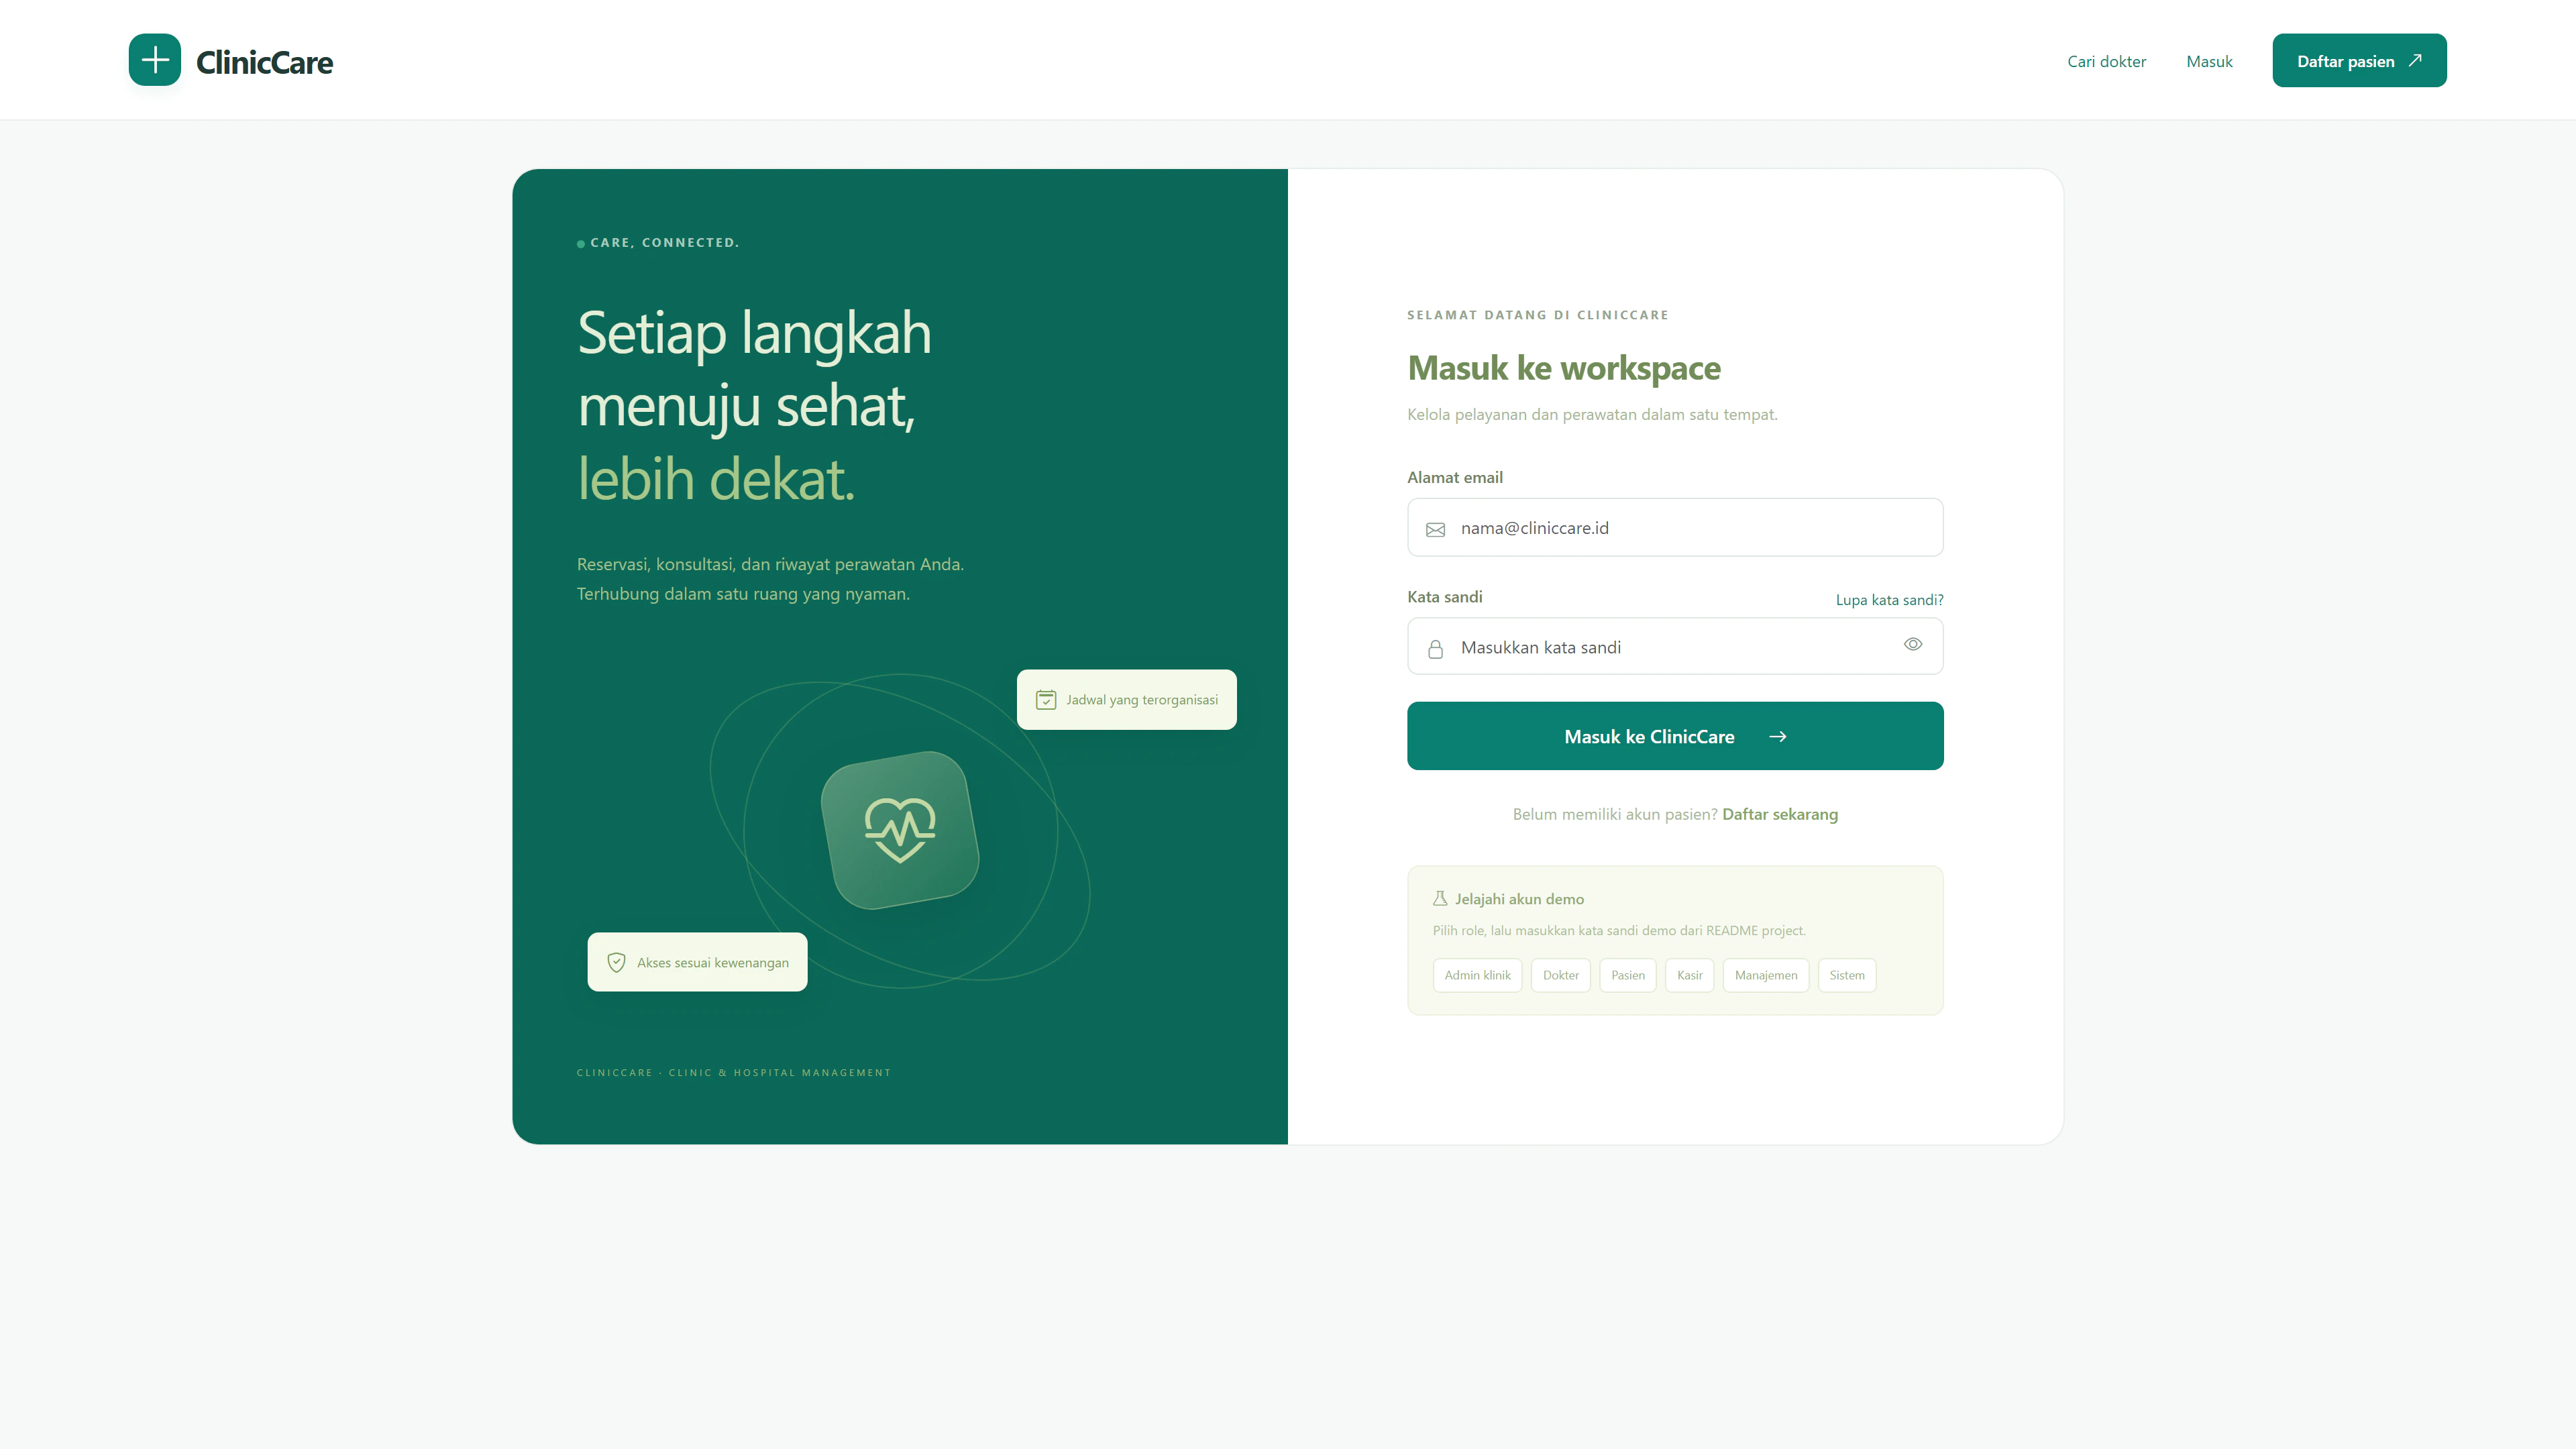 ClinicCare
Cari dokter
Masuk
Daftar pasien
CARE, CONNECTED.
Setiap langkah
menuju sehat,
lebih dekat.
Reservasi, konsultasi, dan riwayat perawatan Anda.
Terhubung dalam satu ruang yang nyaman.
Jadwal yang terorganisasi
Akses sesuai kewenangan
CLINICCARE · CLINIC & HOSPITAL MANAGEMENT
SELAMAT DATANG DI CLINICCARE
Masuk ke workspace
Kelola pelayanan dan perawatan dalam satu tempat.
Alamat email
nama@cliniccare.id
Kata sandi
Lupa kata sandi?
Masukkan kata sandi
Masuk ke ClinicCare
Belum memiliki akun pasien? Daftar sekarang
Jelajahi akun demo
Pilih role, lalu masukkan kata sandi demo dari README project.
Admin klinik
Dokter
Pasien
Kasir
Manajemen
Sistem